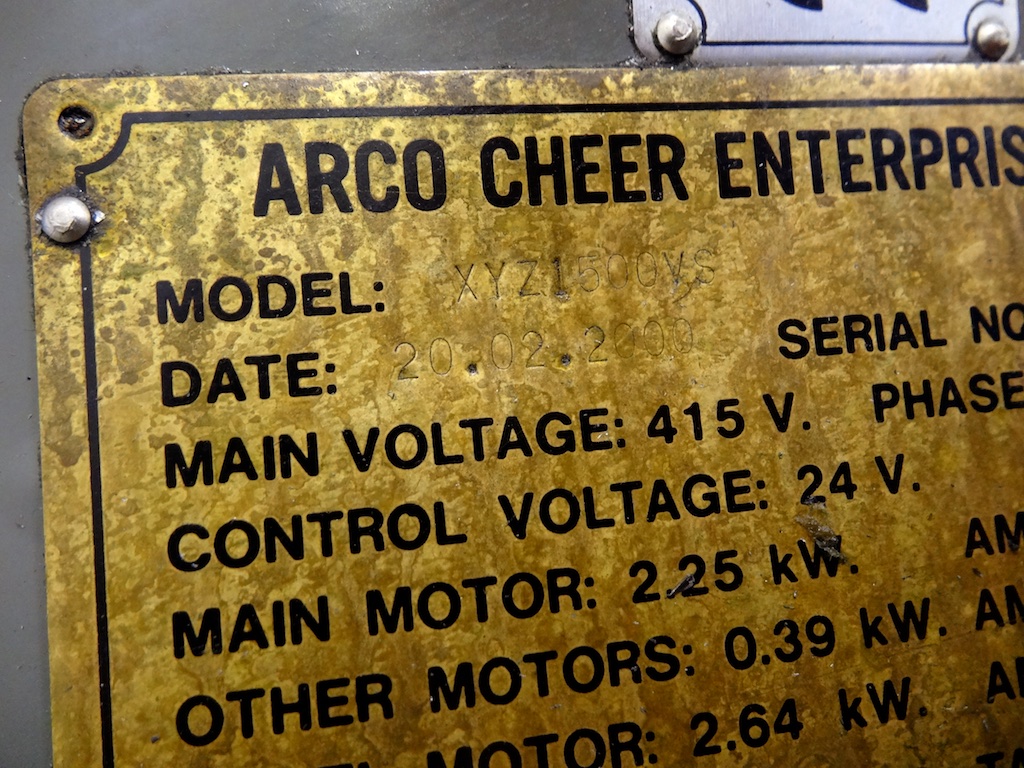 ARCO CHEER ENTERPRIS
MODEL: XYZ1500VS
DATE: 20.02.2000 SERIAL NO
MAIN VOLTAGE: 415 V. PHASE
CONTROL VOLTAGE: 24 V.
MAIN MOTOR: 2.25 kW. AM
OTHER MOTORS: 0.39 kW. AM
MOTOR: 2.64 kW.